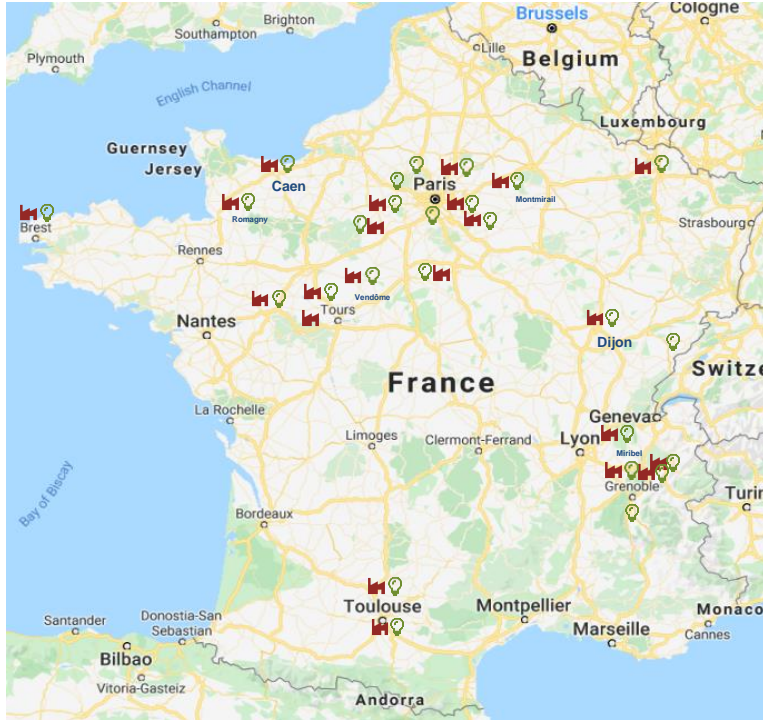 Cologne
Brussels
Brighton
Southampton
Lille
Plymouth
Belgium
English Channel
Luxembourg
Guernsey
Jersey
Caen
Paris
Montmirail
Romagny
Strasbourg
Brest
Rennes
Vendôme
Tours
Nantes
Dijon
Switze
France
La Rochelle
Geneva
Limoges
Clermont-Ferrand
Lyon
Miribel
Grenoble
Turin
Bay of Biscay
Bordeaux
Toulouse
Montpellier
Monaco
Santander
Donostia-San
Sebastian
Marseille
Cannes
Bilbao
Vitoria-Gasteiz
Andorra